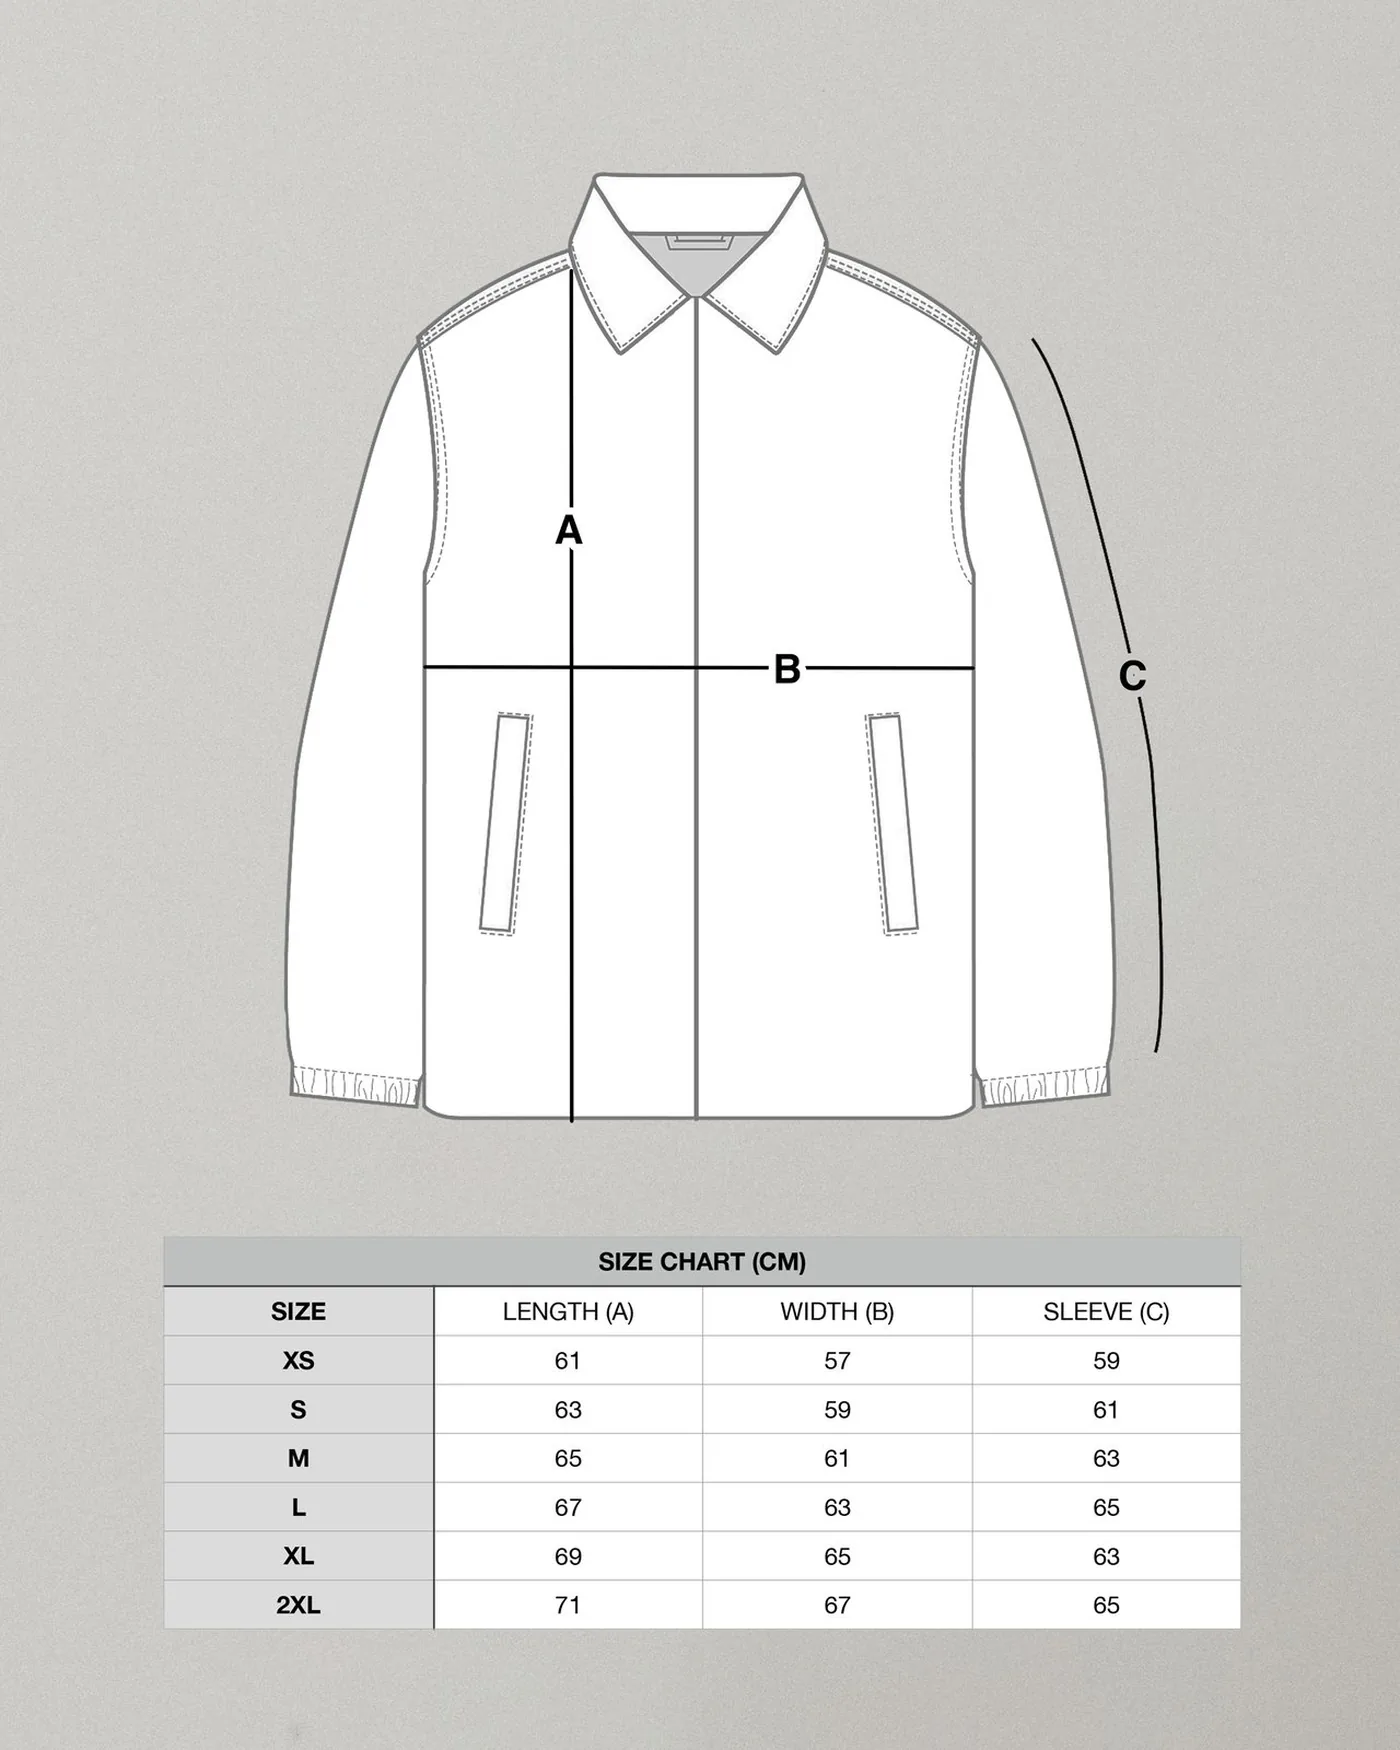 A
B
C
SIZE CHART (CM)
SIZE LENGTH (A) WIDTH (B) SLEEVE (C)
XS 61 57 59
S 63 59 61
M 65 61 63
L 67 63 65
XL 69 65 63
2XL 71 67 65